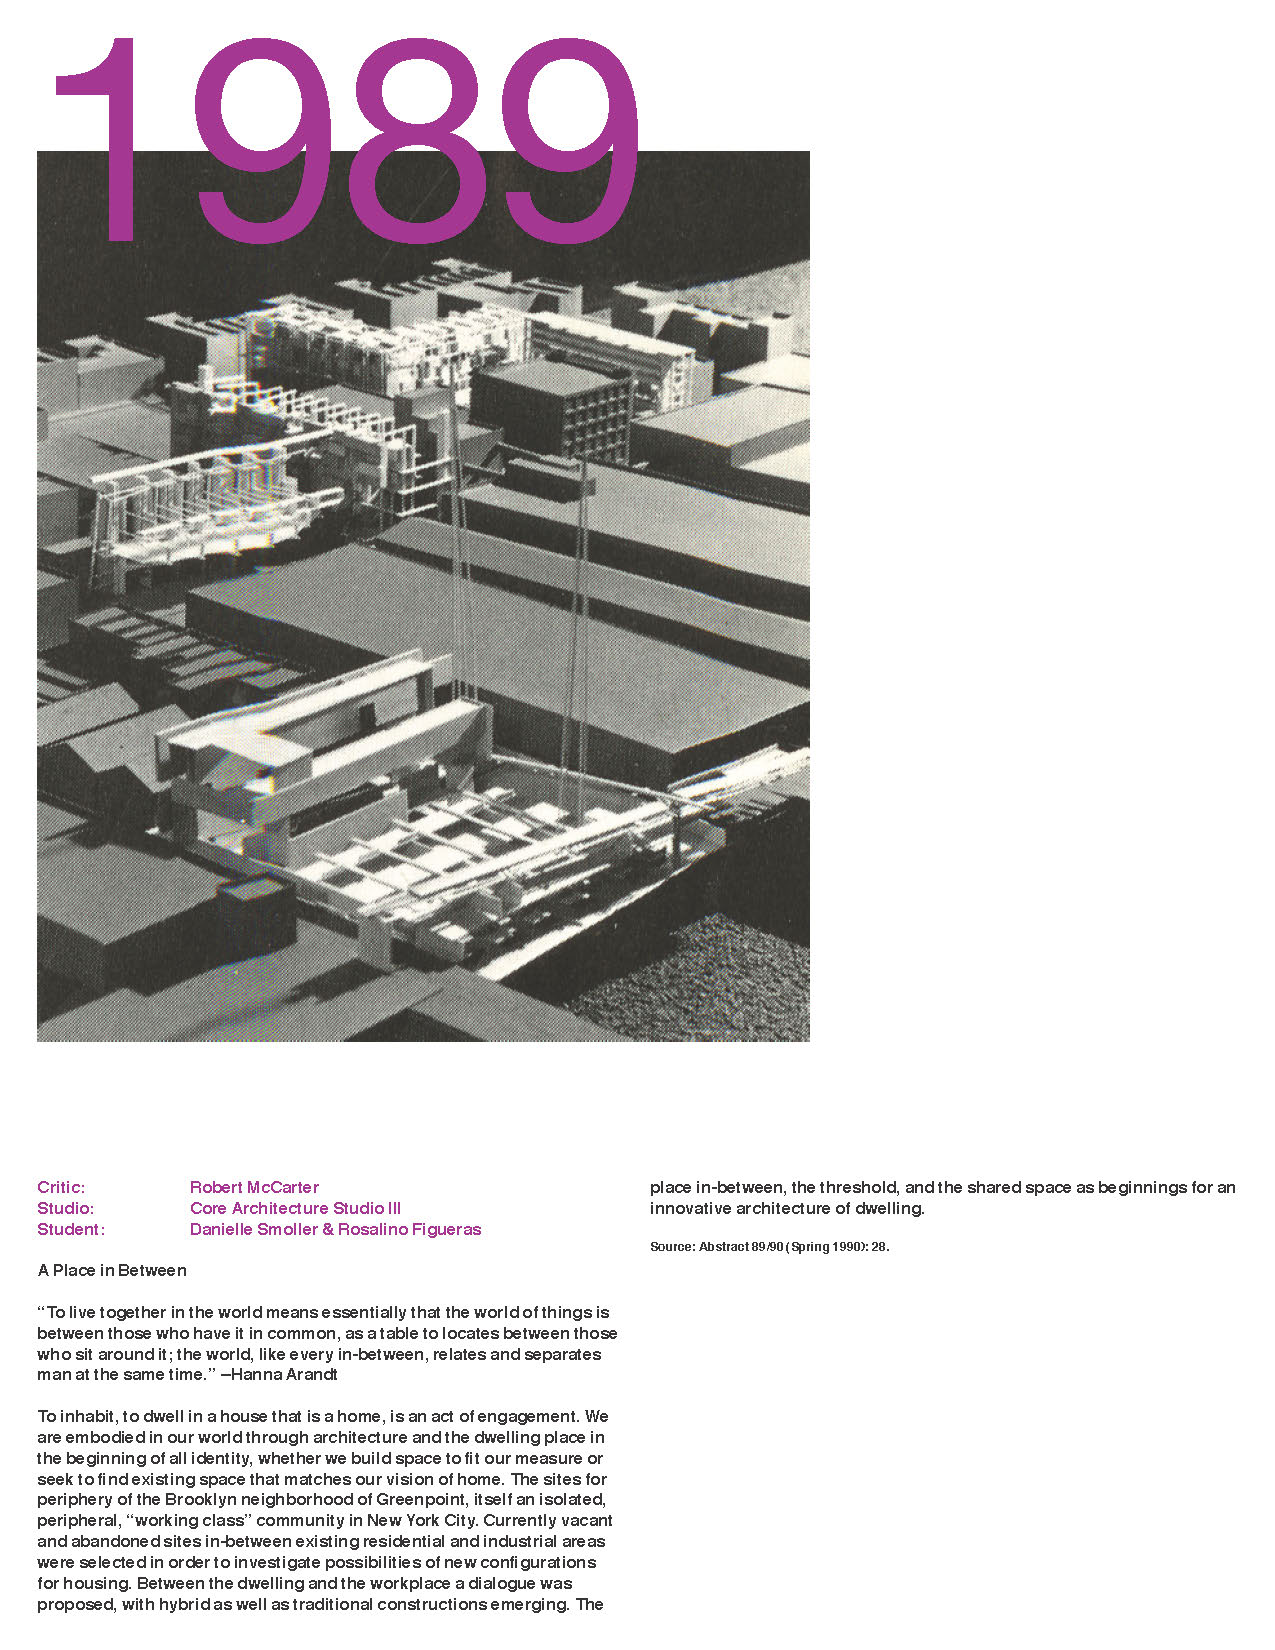 1989
Critic: Robert McCarter
Studio: Core Architecture Studio III
Student: Danielle Smoller & Rosalino Figueras
A Place in Between
“To live together in the world means essentially that the world of things is
between those who have it in common, as a table to locates between those
who sit around it; the world, like every in-between, relates and separates
man at the same time.” –Hanna Arandt
To inhabit, to dwell in a house that is a home, is an act of engagement. We
are embodied in our world through architecture and the dwelling place in
the beginning of all identity, whether we build space to fit our measure or
seek to find existing space that matches our vision of home. The sites for
periphery of the Brooklyn neighborhood of Greenpoint, itself an isolated,
peripheral, “working class” community in New York City. Currently vacant
and abandoned sites in-between existing residential and industrial areas
were selected in order to investigate possibilities of new configurations
for housing. Between the dwelling and the workplace a dialogue was
proposed, with hybrid as well as traditional constructions emerging. The
place in-between, the threshold, and the shared space as beginnings for an
innovative architecture of dwelling.
Source: Abstract 89/90 (Spring 1990): 28.